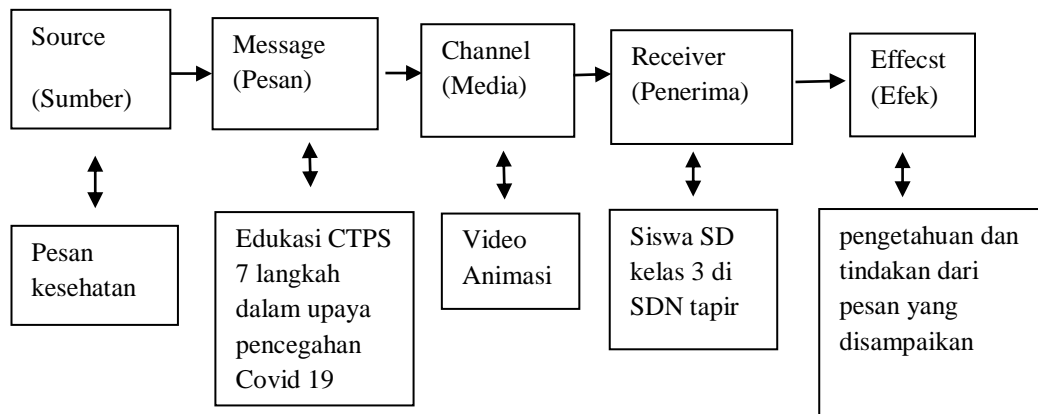 Source
(Sumber)
Message
(Pesan)
Channel
(Media)
Receiver
(Penerima)
Effecst
(Efek)
Pesan
kesehatan
Edukasi CTPS
7 langkah
dalam upaya
pencegahan
Covid 19
Video
Animasi
Siswa SD
kelas 3 di
SDN tapir
pengetahuan dan
tindakan dari
pesan yang
disampaikan